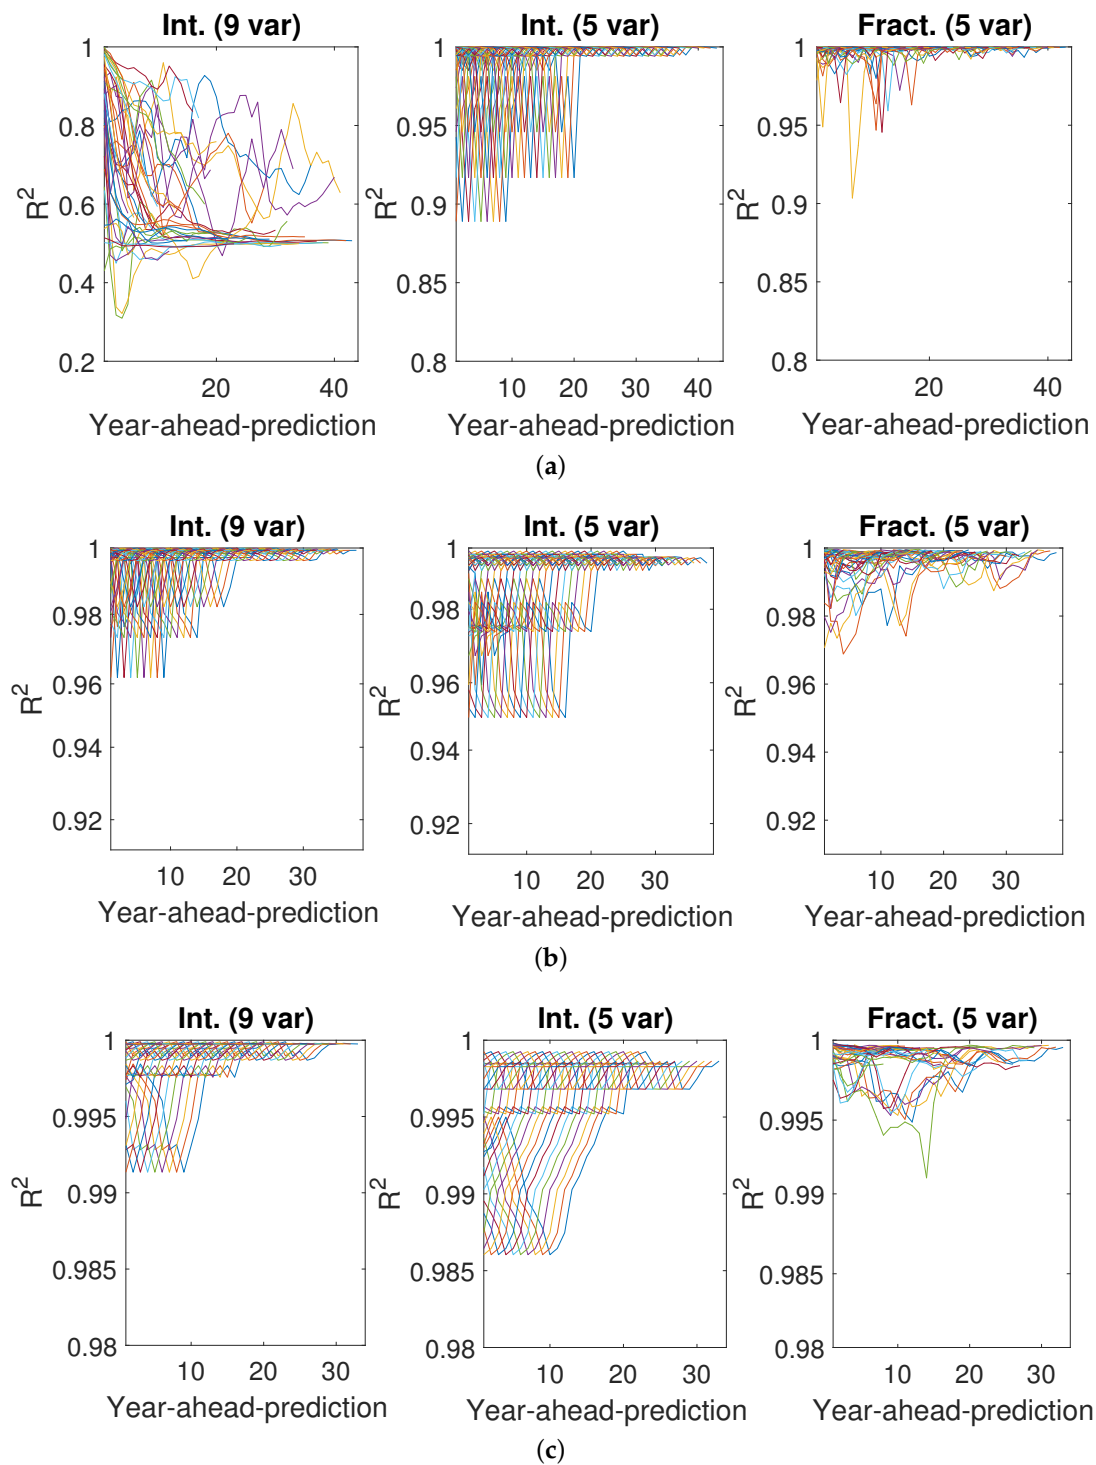 Int. (9 var) Int. (5 var) Fract. (5 var)
1 1 1
0.8 0.95 0.95
0.6 0.9 0.9
0.4 0.85 0.85
0.2 0.8 0.8
R² R² R²
20 40 10 20 30 40 20 40
Year-ahead-prediction Year-ahead-prediction Year-ahead-prediction
(a)
Int. (9 var) Int. (5 var) Fract. (5 var)
1 1 1
0.98 0.98 0.98
0.96 0.96 0.96
0.94 0.94 0.94
0.92 0.92 0.92
R² R² R²
10 20 30 10 20 30 10 20 30
Year-ahead-prediction Year-ahead-prediction Year-ahead-prediction
(b)
Int. (9 var) Int. (5 var) Fract. (5 var)
1 1 1
0.995 0.995 0.995
0.99 0.99 0.99
0.985 0.985 0.985
0.98 0.98 0.98
R² R² R²
10 20 30 10 20 30 10 20 30
Year-ahead-prediction Year-ahead-prediction Year-ahead-prediction
(c)